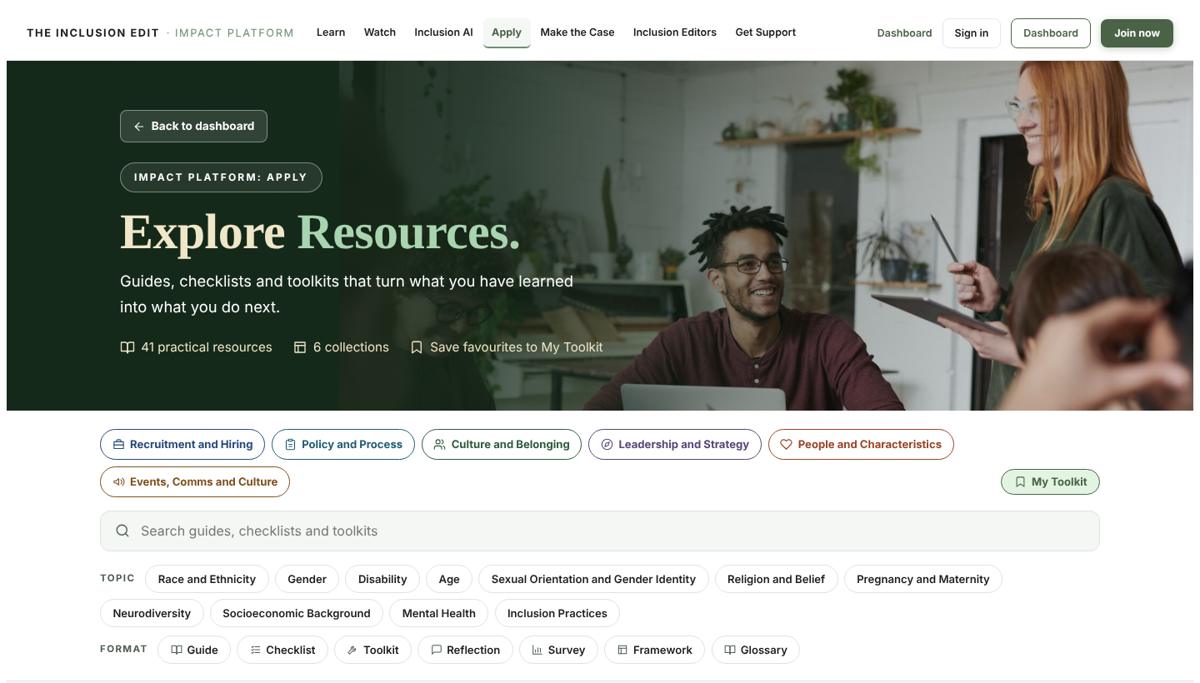 THE INCLUSION EDIT · IMPACT PLATFORM Learn Watch Inclusion AI Apply Make the Case Inclusion Editors Get Support Dashboard Sign in Dashboard Join now
Back to dashboard
IMPACT PLATFORM: APPLY
Explore Resources.
Guides, checklists and toolkits that turn what you have learned
into what you do next.
41 practical resources 6 collections Save favourites to My Toolkit
Recruitment and Hiring Policy and Process Culture and Belonging Leadership and Strategy People and Characteristics
Events, Comms and Culture My Toolkit
Search guides, checklists and toolkits
TOPIC Race and Ethnicity Gender Disability Age Sexual Orientation and Gender Identity Religion and Belief Pregnancy and Maternity
Neurodiversity Socioeconomic Background Mental Health Inclusion Practices
FORMAT Guide Checklist Toolkit Reflection Survey Framework Glossary